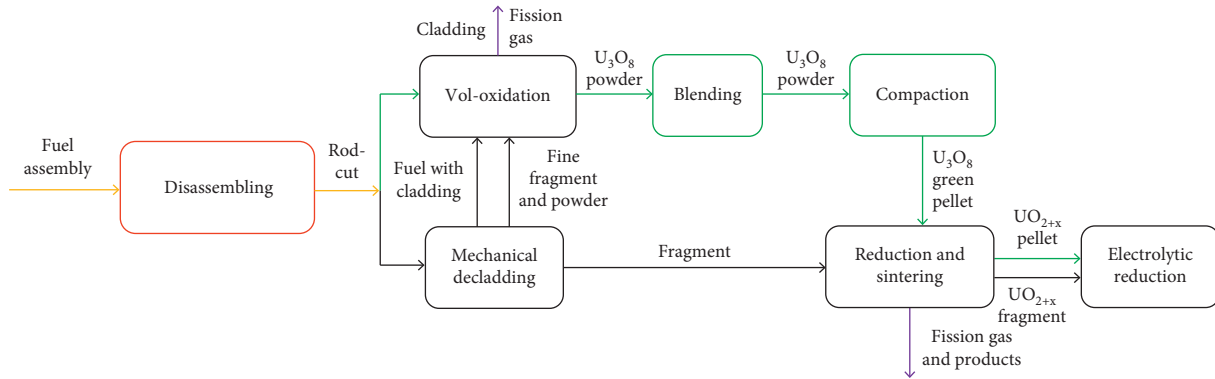 Cladding
Fission
gas
Vol-oxidation
U₃O₈
powder
Blending
U₃O₈
powder
Compaction
Fuel
assembly
Disassembling
Rod-
cut
Fuel with
cladding
Fine
fragment
and powder
U₃O₈
green
pellet
Mechanical
decladding
Fragment
Reduction and
sintering
UO₂₊ₓ
pellet
UO₂₊ₓ
fragment
Electrolytic
reduction
Fission gas
and products